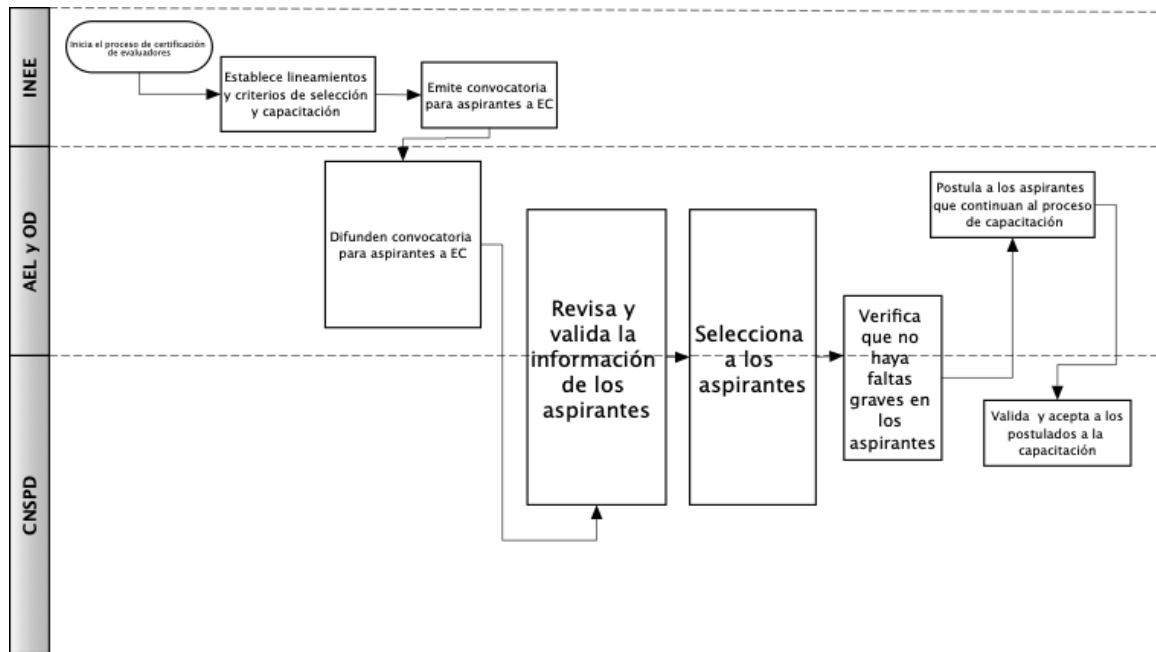 INEE
Inicia el proceso de certificación
de evaluadores
Establece lineamientos
y criterios de selección
y capacitación
Emite convocatoria
para aspirantes a EC
AEL y OD
Difunden convocatoria
para aspirantes a EC
Revisa y
valida la
información
de los
aspirantes
Selecciona
a los
aspirantes
Verifica
que no
haya
faltas
graves en
los
aspirantes
Postula a los aspirantes
que continuan al proceso
de capacitación
CNSPD
Valida y acepta a los
postulados a la
capacitación